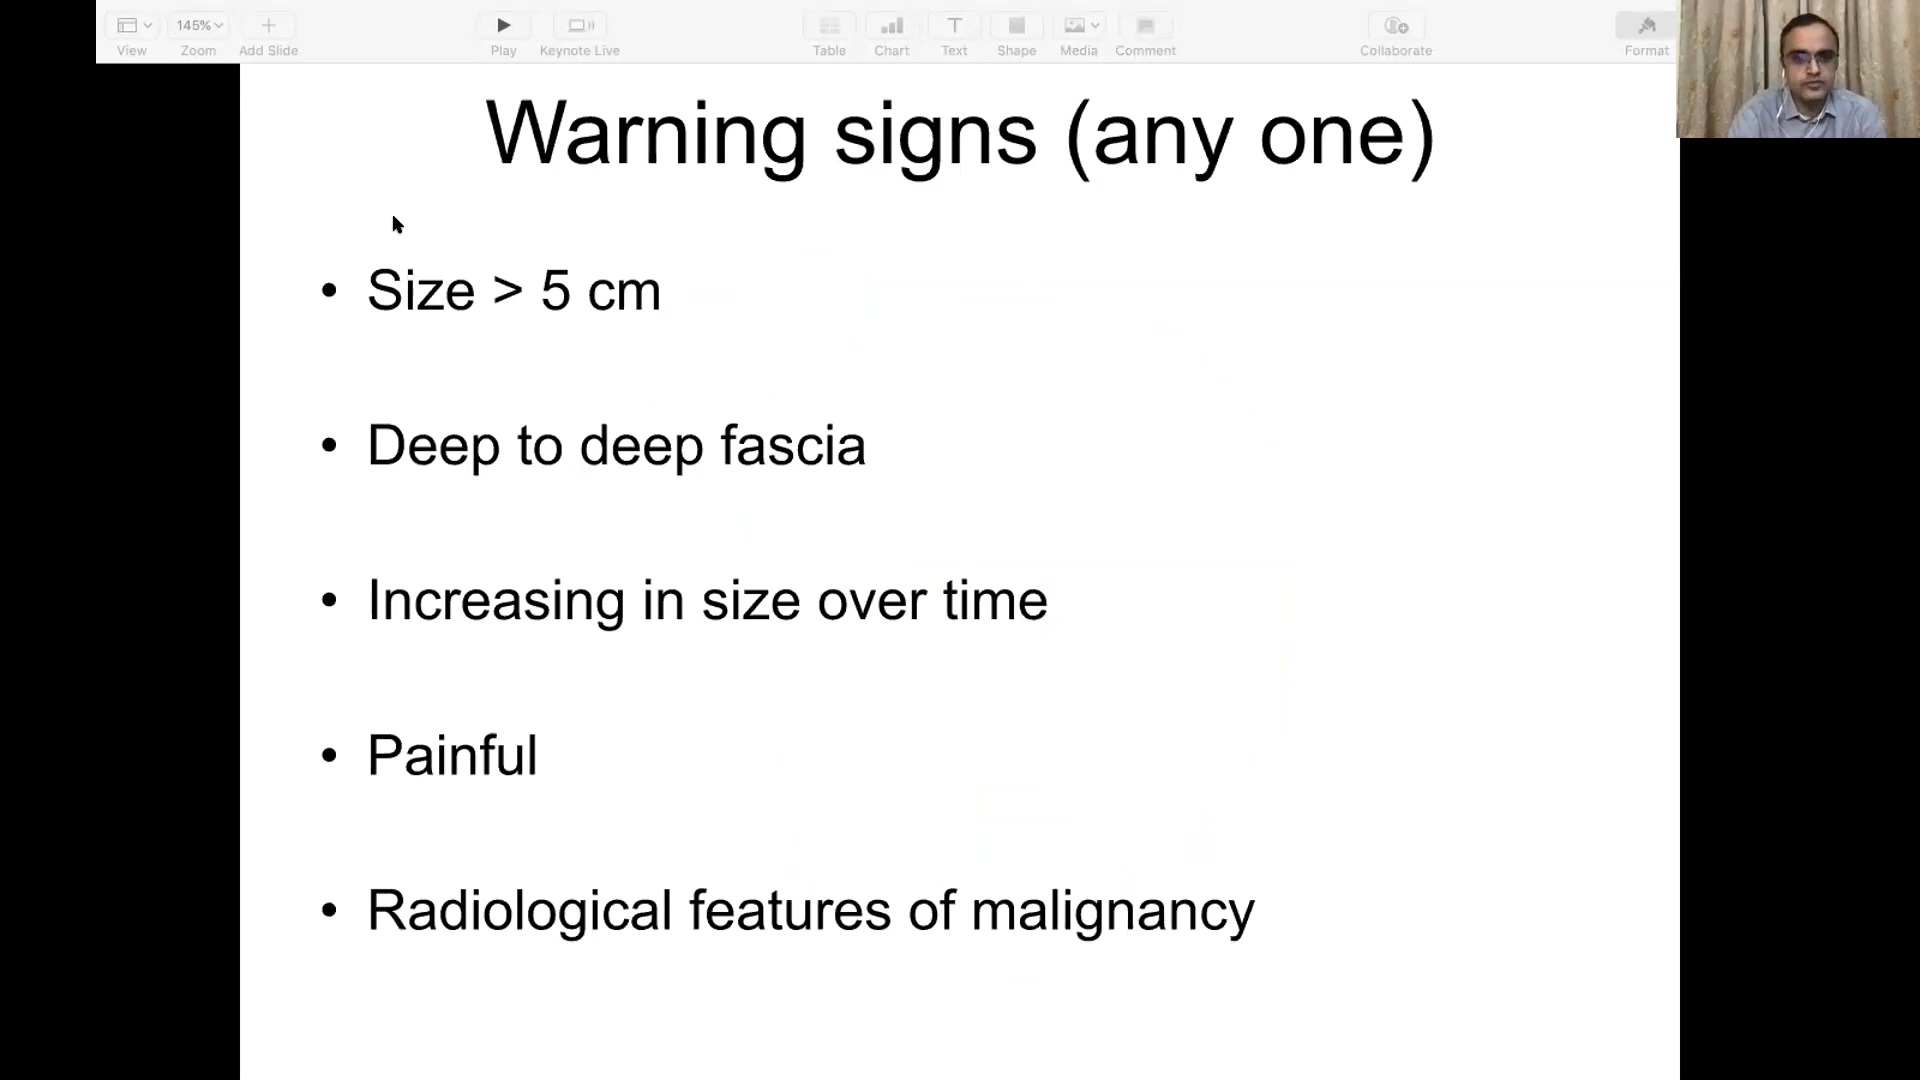 145%
View
Zoom
Add Slide
Play
Keynote Live
Table
Chart
Text
Shape
Media
Comment
Collaborate
Format
Warning signs (any one)
• Size > 5 cm
• Deep to deep fascia
• Increasing in size over time
• Painful
• Radiological features of malignancy